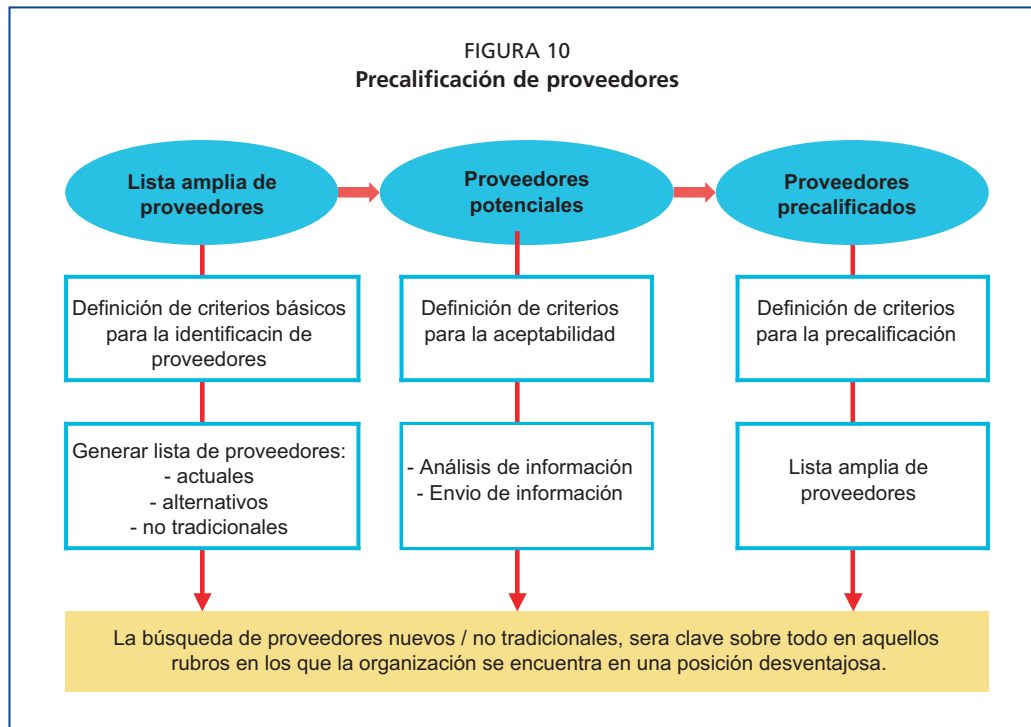 FIGURA 10
Precalificación de proveedores
Lista amplia de
proveedores
Proveedores
potenciales
Proveedores
precalificados
Definición de criterios básicos
para la identificacin de
proveedores
Definición de criterios
para la aceptabilidad
Definición de criterios
para la precalificación
Generar lista de proveedores:
- actuales
- alternativos
- no tradicionales
- Análisis de información
- Envio de información
Lista amplia de
proveedores
La búsqueda de proveedores nuevos / no tradicionales, sera clave sobre todo en aquellos
rubros en los que la organización se encuentra en una posición desventajosa.